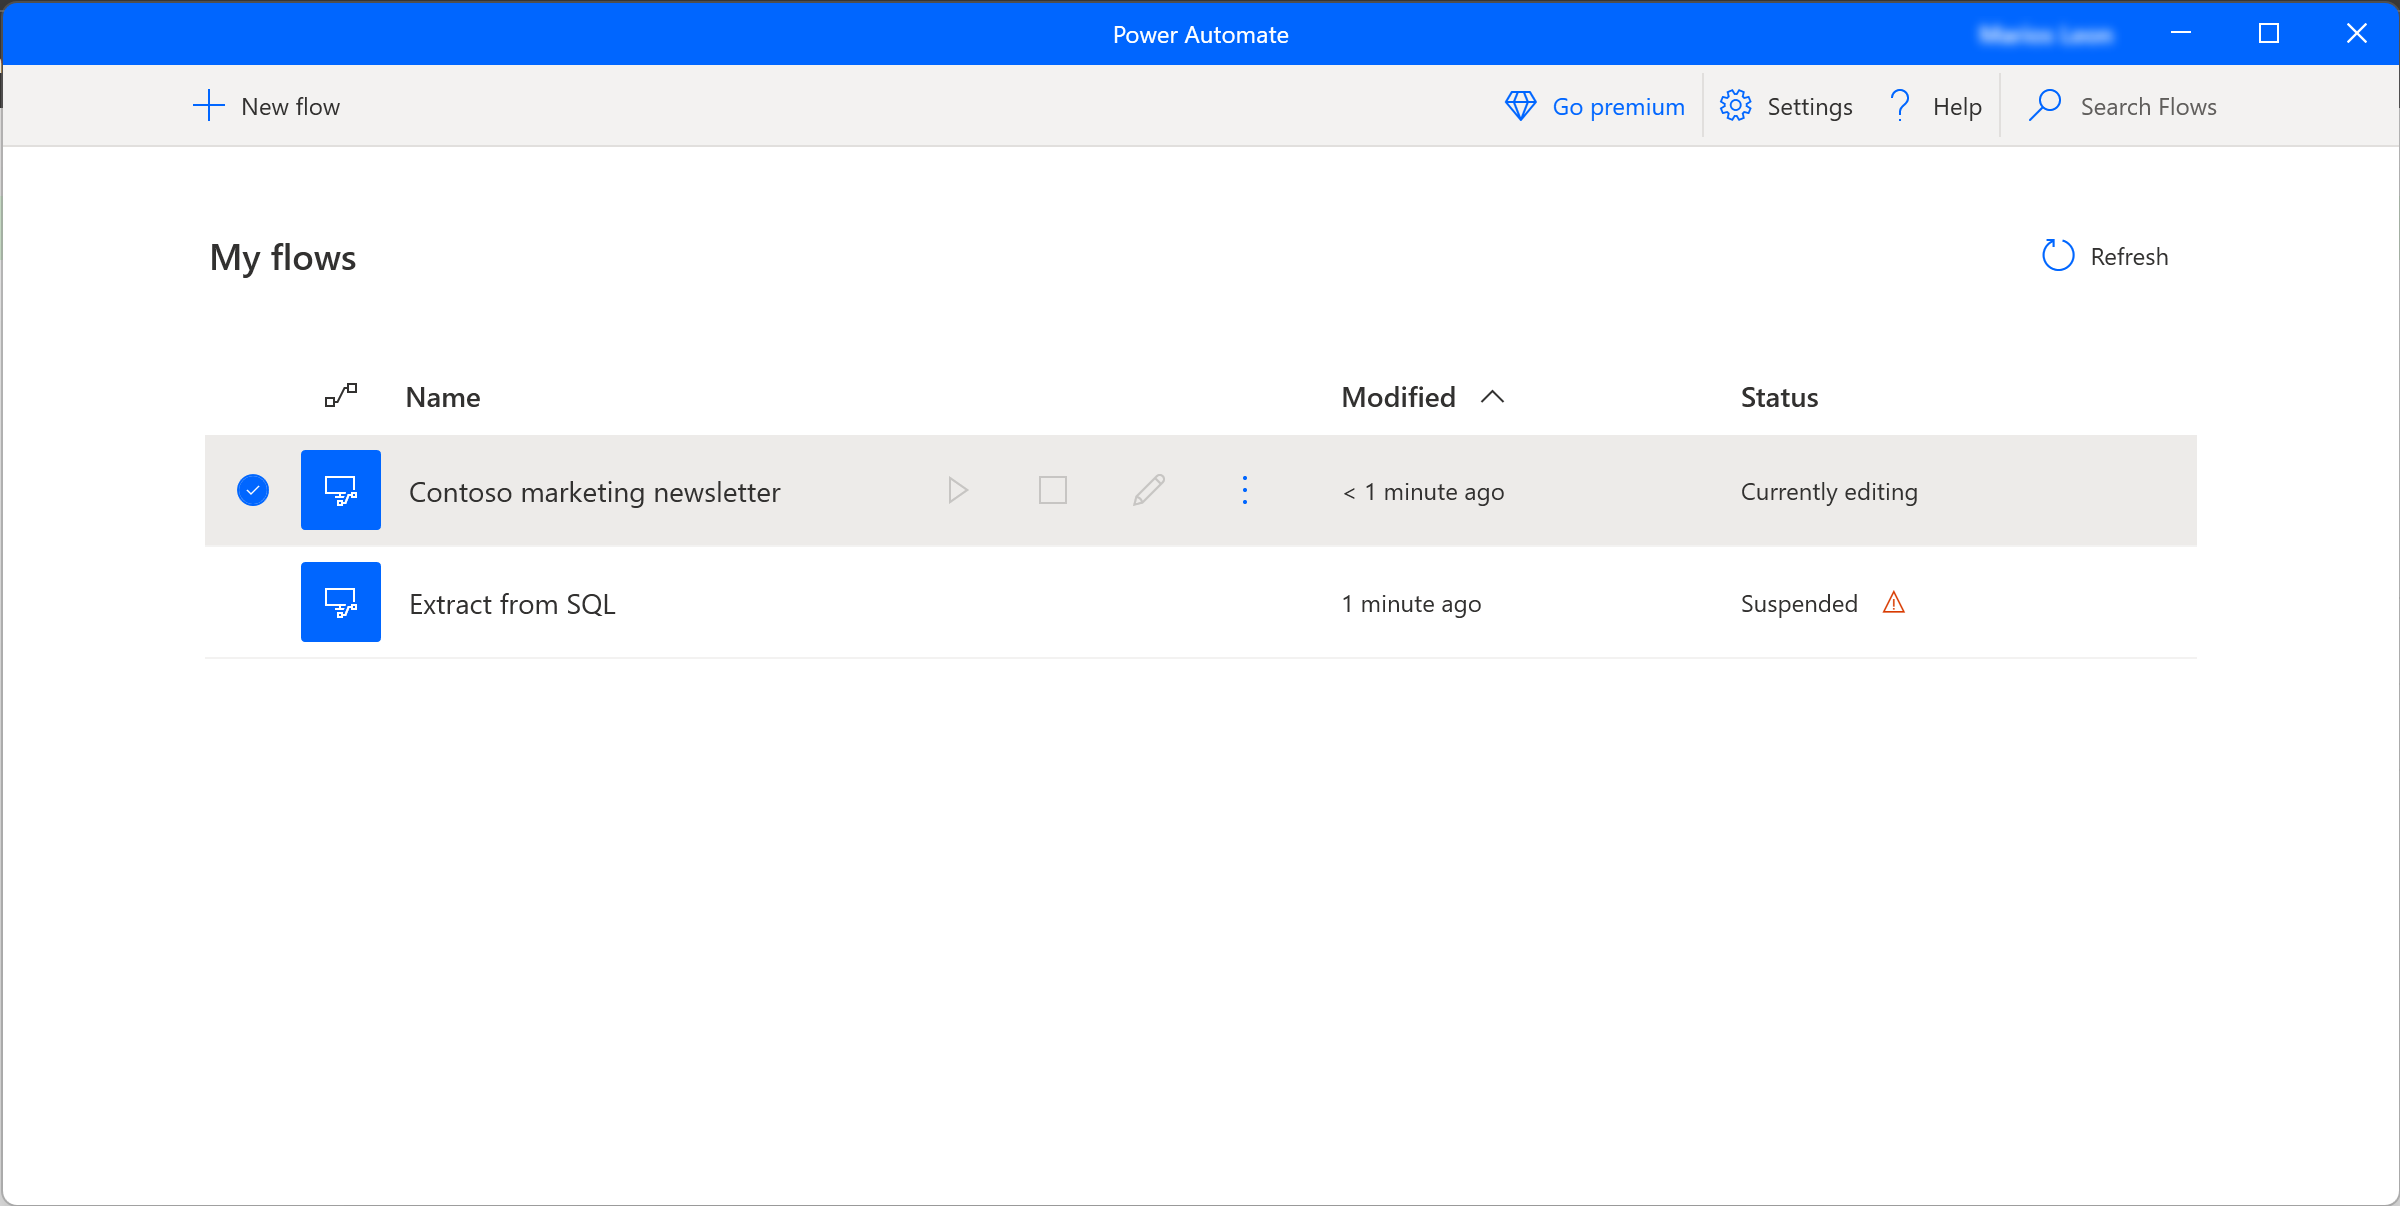 Power Automate
New flow
Go premium
Settings
Help
Search Flows
My flows
Refresh
Name
Modified
Status
Contoso marketing newsletter
< 1 minute ago
Currently editing
Extract from SQL
1 minute ago
Suspended